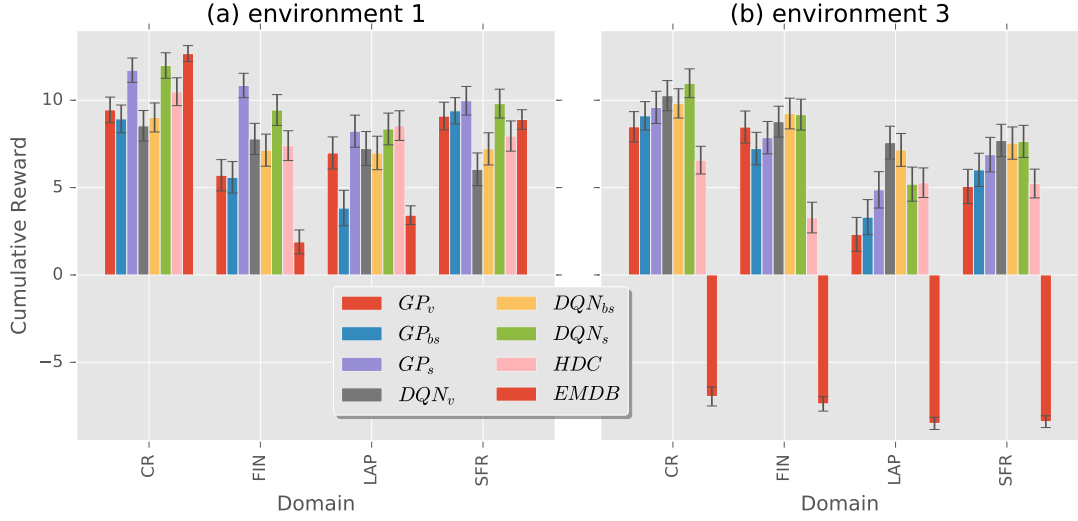 (a) environment 1
(b) environment 3
Cumulative Reward
10
5
0
−5
GP_v
GP_bs
GP_s
DQN_v
DQN_bs
DQN_s
HDC
EMDB
CR
FIN
LAP
SFR
Domain
CR
FIN
LAP
SFR
Domain